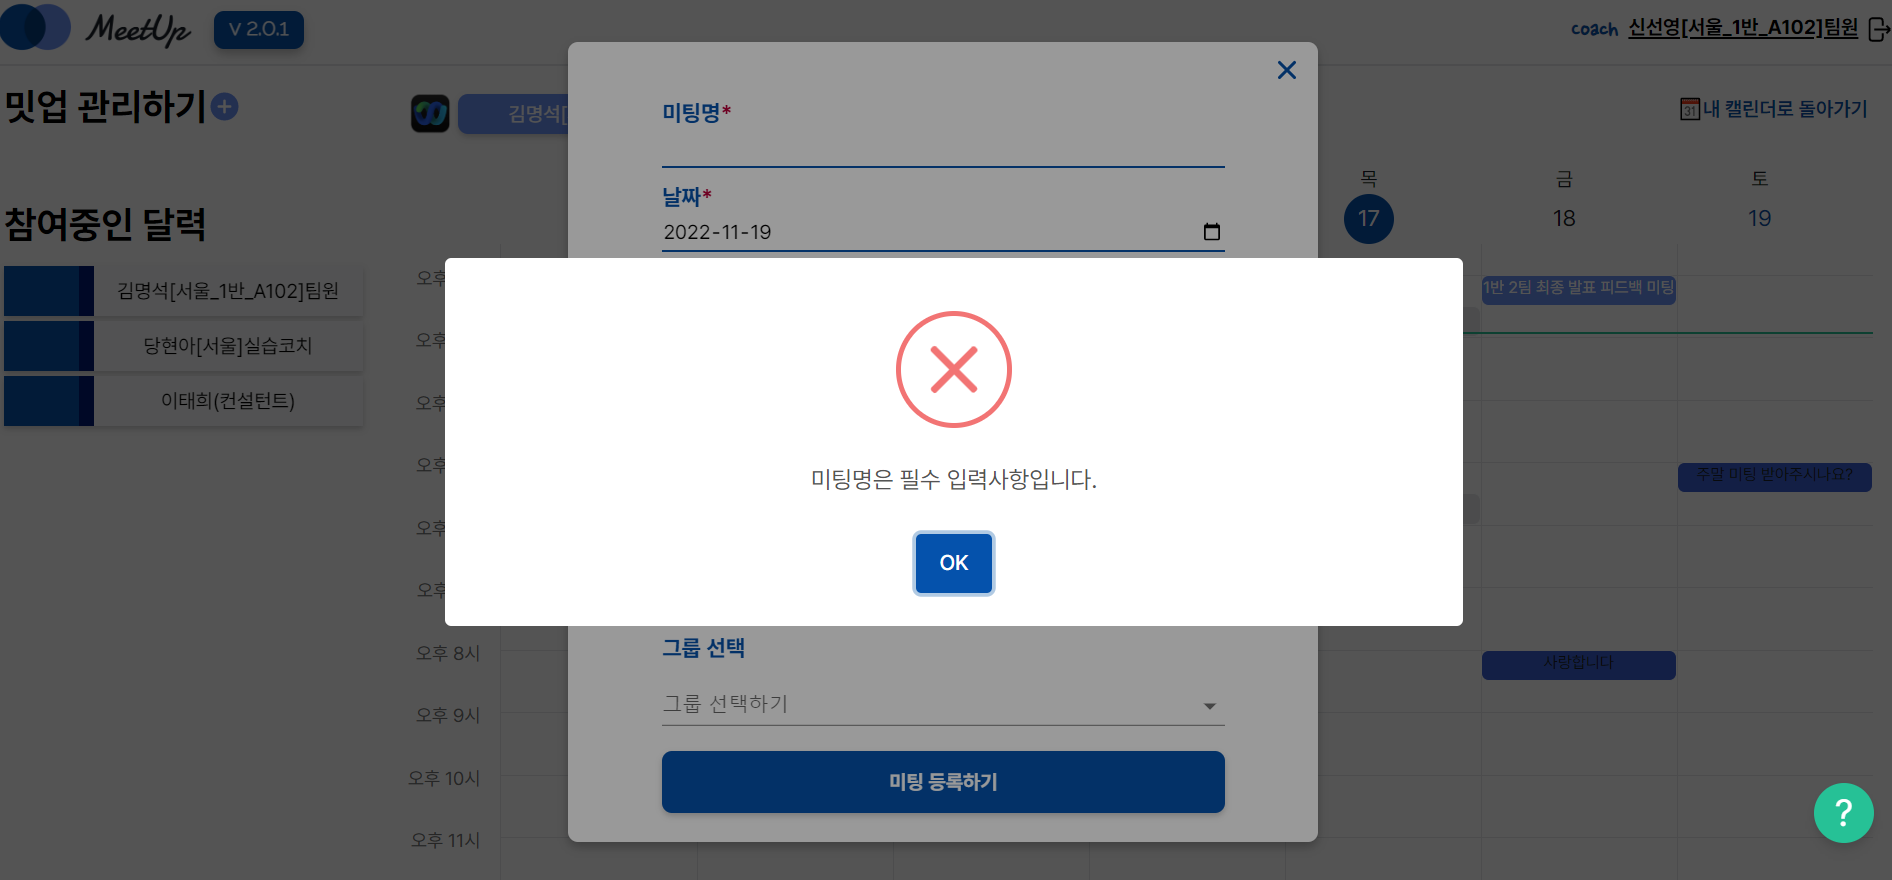 MeetUp
V 2.0.1
coach 신선영[서울_1반_A102]팀원
밋업 관리하기
김명석[
31 내 캘린더로 돌아가기
참여중인 달력
김명석[서울_1반_A102]팀원
당현아[서울]실습코치
이태희(컨설턴트)
목 금 토
17 18 19
오후
오후
오후
오후
오후
오후
오후 8시
오후 9시
오후 10시
오후 11시
1반 2팀 최종 발표 피드백 미팅
주말 미팅 받아주시나요?
사랑합니다
미팅명*
날짜*
2022-11-19
미팅명은 필수 입력사항입니다.
OK
그룹 선택
그룹 선택하기
미팅 등록하기
?